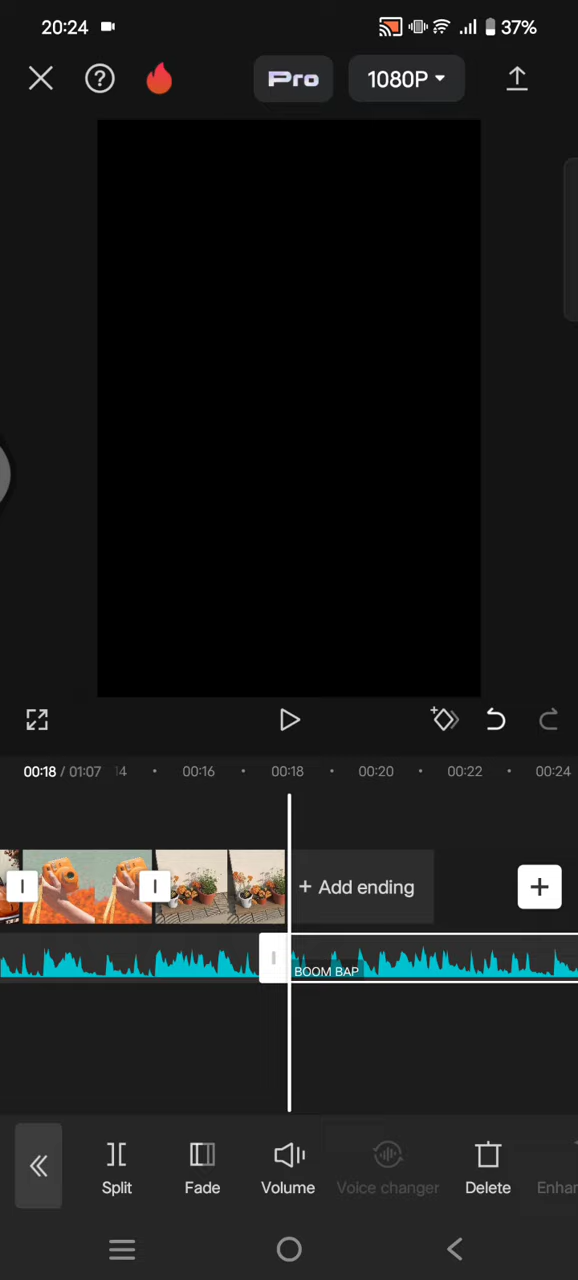 20:24 37%
Pro 1080P
00:18 / 01:07 14 00:16 00:18 00:20 00:22 00:24
+ Add ending
BOOM BAP
Split Fade Volume Voice changer Delete Enhan